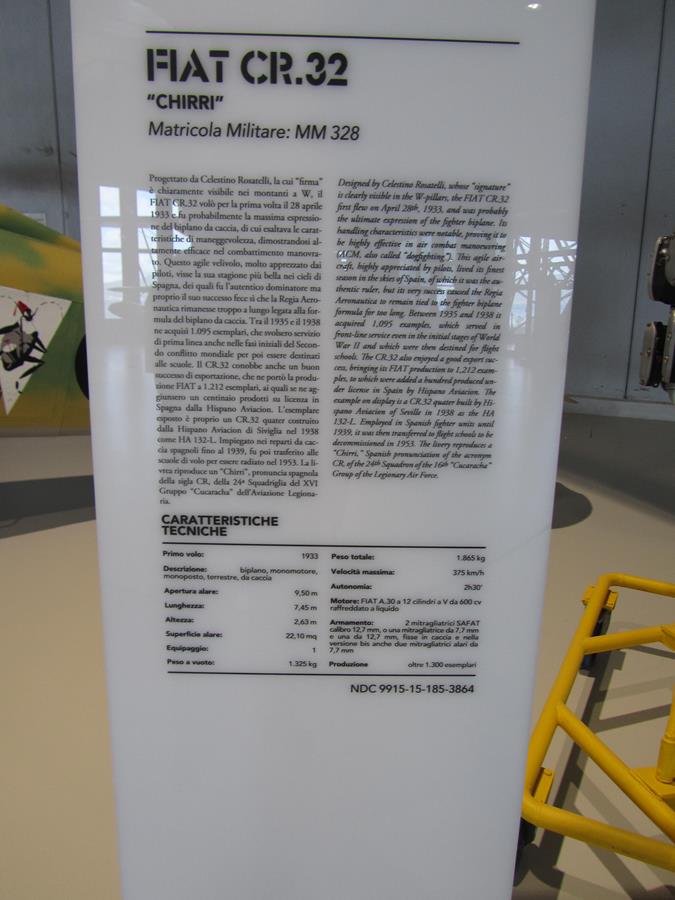 FIAT CR.32
"CHIRRI"
Matricola Militare: MM 328
Progettato da Celestino Rosatelli, la cui "firma"
è chiaramente visibile nei montanti a W, il
FIAT CR.32 volò per la prima volta il 28 aprile
1933 e fu probabilmente la massima espressio-
ne del biplano da caccia, di cui esaltava le carat-
teristiche di maneggevolezza, dimostrandosi al-
tamente efficace nel combattimento manovra-
to. Questo agile velivolo, molto apprezzato dai
piloti, visse la sua stagione più bella nei cieli di
Spagna, dei quali fu l'autentico dominatore ma
proprio il suo successo fece sì che la Regia Aero-
nautica rimanesse troppo a lungo legata alla for-
mula del biplano da caccia. Tra il 1935 e il 1938
ne acquisì 1.095 esemplari, che svolsero servizio
di prima linea anche nelle fasi iniziali del Secon-
do conflitto mondiale per poi essere destinati
alle scuole. Il CR.32 conobbe anche un buon
successo di esportazione, che ne portò la produ-
zione FIAT a 1.212 esemplari, ai quali se ne ag-
giunsero un centinaio prodotti su licenza in
Spagna dalla Hispano Aviacion. L'esemplare
esposto è proprio un CR.32 quater costruito
dalla Hispano Aviacion di Siviglia nel 1938
come HA 132-L. Impiegato nei reparti da cac-
cia spagnoli fino al 1939, fu poi trasferito alle
scuole di volo per essere radiato nel 1953. La li-
vrea riproduce un "Chirri", pronuncia spagnola
della sigla CR, della 24ª Squadriglia del XVI
Gruppo "Cucaracha" dell'Aviazione Legiona-
ria.
Designed by Celestino Rosatelli, whose "signature"
is clearly visible in the W-pillars, the FIAT CR.32
first flew on April 28th, 1933, and was probably
the ultimate expression of the fighter biplane. Its
handling characteristics were notable, proving it to
be highly effective in air combat manoeuvring
(ACM, also called "dogfighting"). This agile air-
craft, highly appreciated by pilots, lived its finest
season in the skies of Spain, of which it was the au-
thentic ruler, but its very success caused the Regia
Aeronautica to remain tied to the fighter biplane
formula for too long. Between 1935 and 1938 it
acquired 1,095 examples, which served in
front-line service even in the initial stages of World
War II and which were then destined for flight
schools. The CR.32 also enjoyed a good export suc-
cess, bringing its FIAT production to 1,212 exam-
ples, to which were added a hundred produced un-
der license in Spain by Hispano Aviacion. The
example on display is a CR.32 quater built by Hi-
spano Aviacion of Seville in 1938 as the HA
132-L. Employed in Spanish fighter units until
1939, it was then transferred to flight schools to be
decommissioned in 1953. The livery reproduces a
"Chirri," Spanish pronunciation of the acronym
CR, of the 24th Squadron of the 16th "Cucaracha"
Group of the Legionary Air Force.
CARATTERISTICHE
TECNICHE
Primo volo: 1933
Descrizione: biplano, monomotore,
monoposto, terrestre, da caccia
Apertura alare: 9,50 m
Lunghezza: 7,45 m
Altezza: 2,63 m
Superficie alare: 22,10 mq
Equipaggio: 1
Peso a vuoto: 1.325 kg
Peso totale: 1.865 kg
Velocità massima: 375 km/h
Autonomia: 2h30'
Motore: FIAT A.30 a 12 cilindri a V da 600 cv
raffreddato a liquido
Armamento: 2 mitragliatrici SAFAT
calibro 12,7 mm, o una mitragliatrice da 7,7 mm
e una da 12,7 mm, fisse in caccia e nella
versione bis anche due mitragliatrici alari da
7,7 mm
Produzione oltre 1.300 esemplari
NDC 9915-15-185-3864